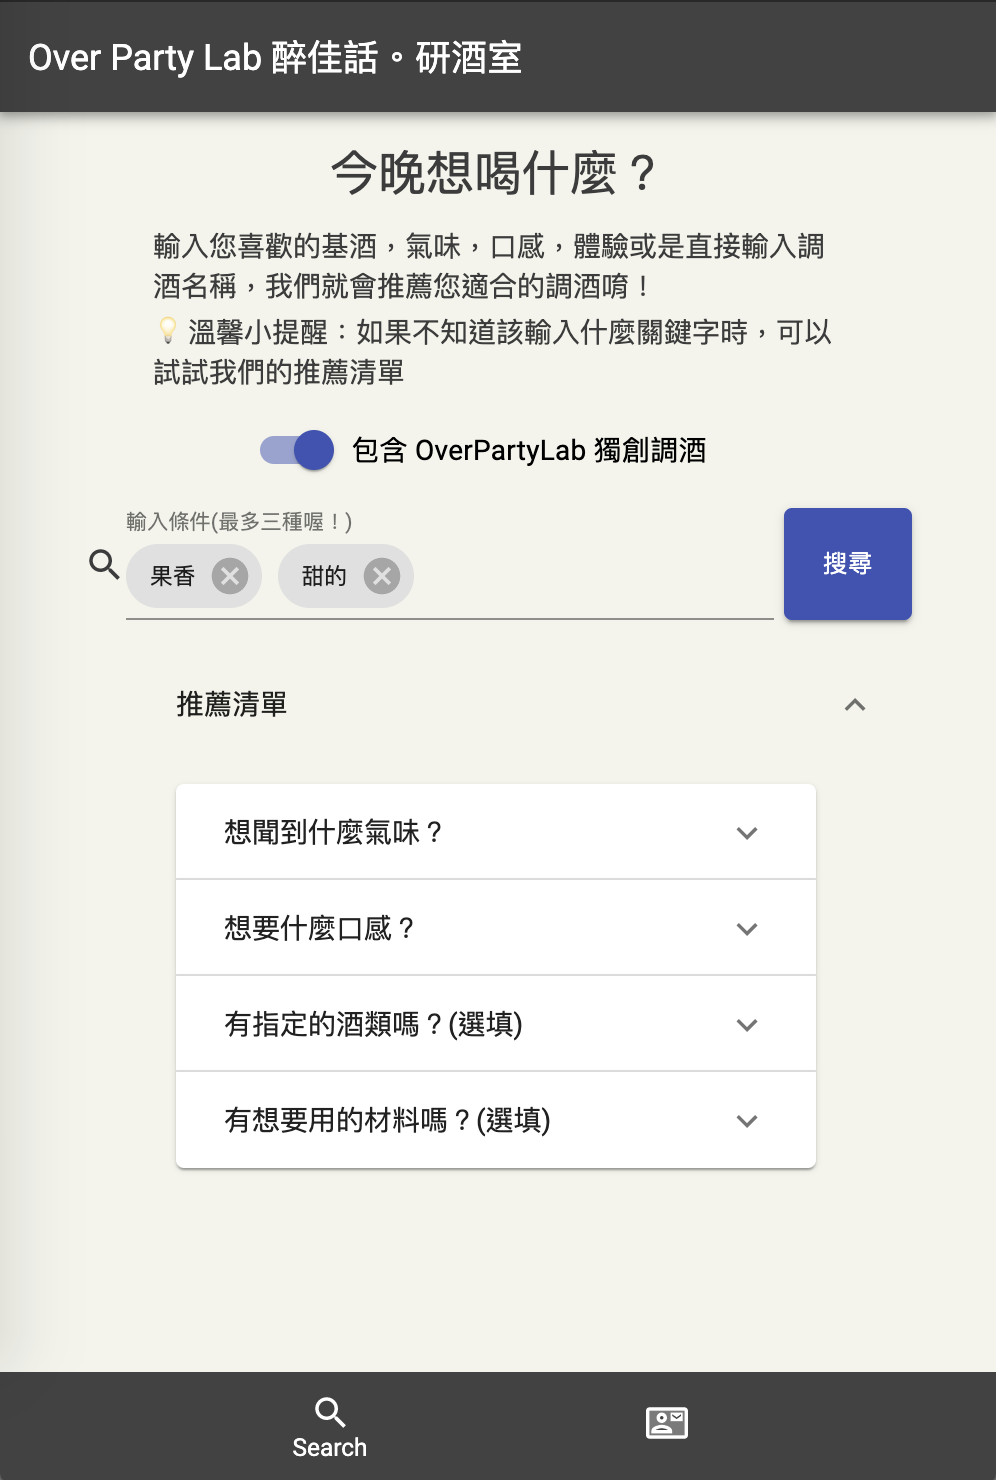 Over Party Lab 醉佳話。研酒室
今晚想喝什麼？
輸入您喜歡的基酒，氣味，口感，體驗或是直接輸入調
酒名稱，我們就會推薦您適合的調酒唷！
💡 溫馨小提醒：如果不知道該輸入什麼關鍵字時，可以
試試我們的推薦清單
包含 OverPartyLab 獨創調酒
輸入條件(最多三種喔！)
果香 甜的
搜尋
推薦清單
想聞到什麼氣味？
想要什麼口感？
有指定的酒類嗎？(選填)
有想要用的材料嗎？(選填)
Search